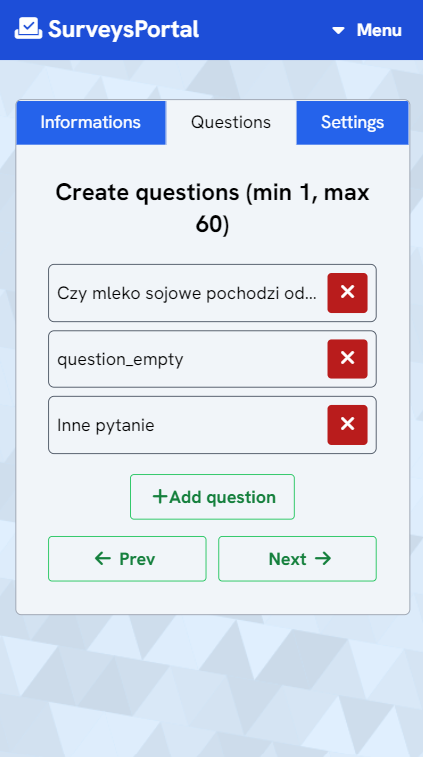 SurveysPortal
Menu
Informations
Questions
Settings
Create questions (min 1, max
60)
Czy mleko sojowe pochodzi od...
question_empty
Inne pytanie
+Add question
← Prev
Next →